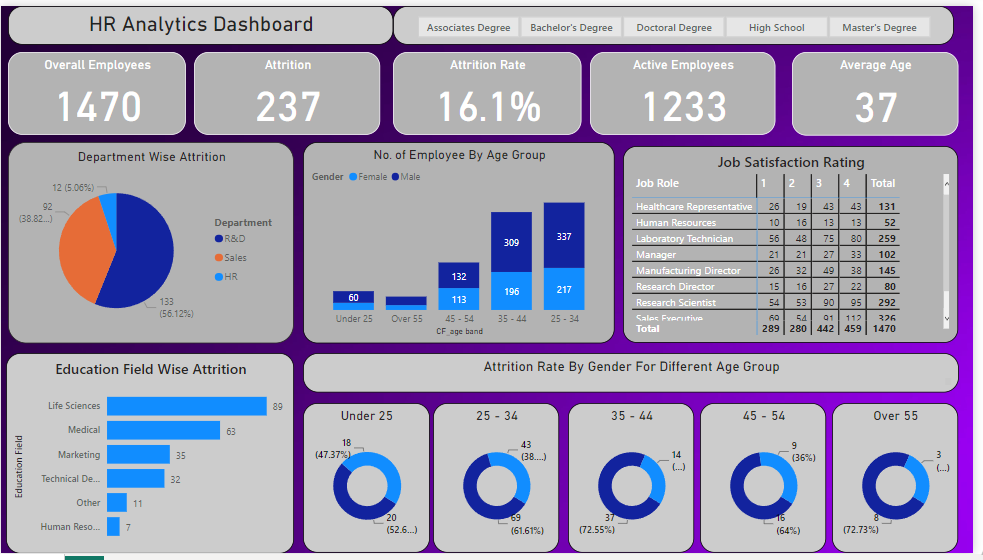 HR Analytics Dashboard
Associates Degree Bachelor's Degree Doctoral Degree High School Master's Degree
Overall Employees
1470
Attrition
237
Attrition Rate
16.1%
Active Employees
1233
Average Age
37
Department Wise Attrition
12 (5.06%)
92
(38.82...)
133
(56.12%)
Department
R&D
Sales
HR
No. of Employee By Age Group
Gender Female Male
60
132
113
309
196
337
217
Under 25 Over 55 45 - 54 35 - 44 25 - 34
CF_age band
Job Satisfaction Rating
Job Role 1 2 3 4 Total
Healthcare Representative 26 19 43 43 131
Human Resources 10 16 13 13 52
Laboratory Technician 56 48 75 80 259
Manager 21 21 27 33 102
Manufacturing Director 26 32 49 38 145
Research Director 15 16 27 22 80
Research Scientist 54 53 90 95 292
Sales Executive 69 54 91 112 326
Total 289 280 442 459 1470
Education Field Wise Attrition
Education Field
Life Sciences 89
Medical 63
Marketing 35
Technical De... 32
Other 11
Human Reso... 7
Attrition Rate By Gender For Different Age Group
Under 25
18
(47.37%)
20
(52.6...)
25 - 34
43
(38....)
69
(61.61%)
35 - 44
14
(...)
37
(72.55%)
45 - 54
9
(36%)
16
(64%)
Over 55
3
(...)
8
(72.73%)